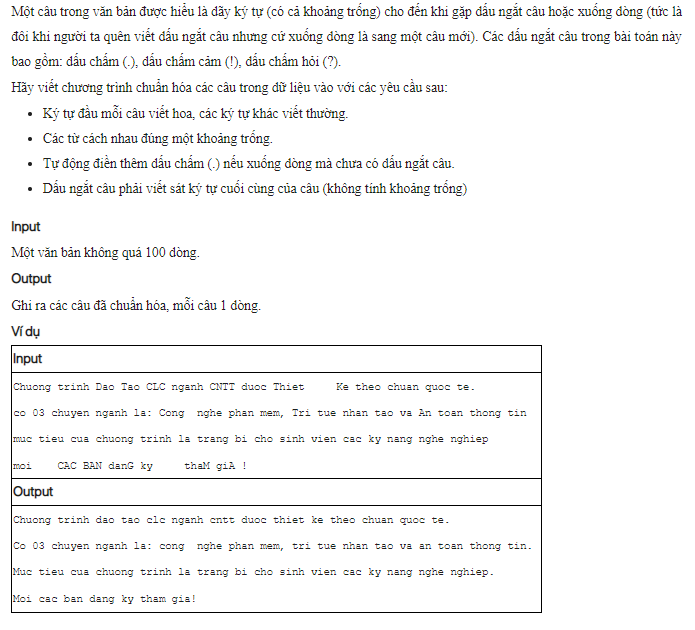 Một câu trong văn bản được hiểu là dãy ký tự (có cả khoảng trống) cho đến khi gặp dấu ngắt câu hoặc xuống dòng (tức là
đôi khi người ta quên viết dấu ngắt câu nhưng cứ xuống dòng là sang một câu mới). Các dấu ngắt câu trong bài toán này
bao gồm: dấu chấm (.), dấu chấm cảm (!), dấu chấm hỏi (?).
Hãy viết chương trình chuẩn hóa các câu trong dữ liệu vào với các yêu cầu sau:
• Ký tự đầu mỗi câu viết hoa, các ký tự khác viết thường.
• Các từ cách nhau đúng một khoảng trống.
• Tự động điền thêm dấu chấm (.) nếu xuống dòng mà chưa có dấu ngắt câu.
• Dấu ngắt câu phải viết sát ký tự cuối cùng của câu (không tính khoảng trống)
Input
Một văn bản không quá 100 dòng.
Output
Ghi ra các câu đã chuẩn hóa, mỗi câu 1 dòng.
Ví dụ
Input
Chuong trinh Dao Tao CLC nganh CNTT duoc Thiet     Ke theo chuan quoc te.
co 03 chuyen nganh la: Cong  nghe phan mem, Tri tue nhan tao va An toan thong tin
muc tieu cua chuong trinh la trang bi cho sinh vien cac ky nang nghe nghiep
moi    CAC BAN danG ky     thaM giA !
Output
Chuong trinh dao tao clc nganh cntt duoc thiet ke theo chuan quoc te.
Co 03 chuyen nganh la: cong  nghe phan mem, tri tue nhan tao va an toan thong tin.
Muc tieu cua chuong trinh la trang bi cho sinh vien cac ky nang nghe nghiep.
Moi cac ban dang ky tham gia!